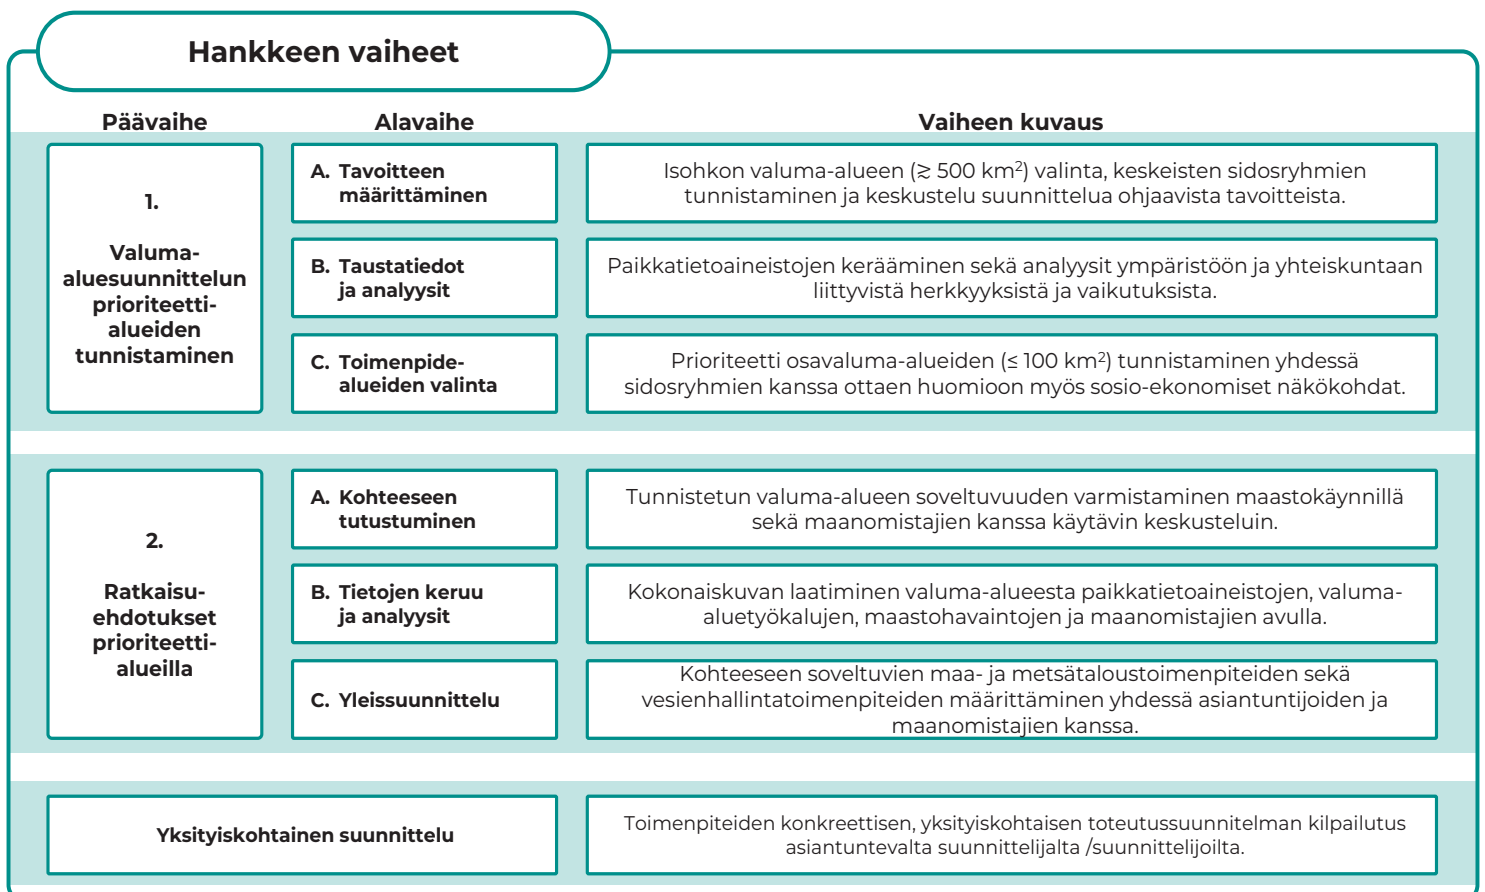 Hankkeen vaiheet
Päävaihe
Alavaihe
Vaiheen kuvaus
1.
Valuma-
aluesuunnittelun
prioriteetti-
alueiden
tunnistaminen
A. Tavoitteen
määrittäminen
Isohkon valuma-alueen (≳ 500 km²) valinta, keskeisten sidosryhmien
tunnistaminen ja keskustelu suunnittelua ohjaavista tavoitteista.
B. Taustatiedot
ja analyysit
Paikkatietoaineistojen kerääminen sekä analyysit ympäristöön ja yhteiskuntaan
liittyvistä herkkyyksistä ja vaikutuksista.
C. Toimenpide-
alueiden valinta
Prioriteetti osavaluma-alueiden (≤ 100 km²) tunnistaminen yhdessä
sidosryhmien kanssa ottaen huomioon myös sosio-ekonomiset näkökohdat.
2.
Ratkaisu-
ehdotukset
prioriteetti-
alueilla
A. Kohteeseen
tutustuminen
Tunnistetun valuma-alueen soveltuvuuden varmistaminen maastokäynnillä
sekä maanomistajien kanssa käytävin keskusteluin.
B. Tietojen keruu
ja analyysit
Kokonaiskuvan laatiminen valuma-alueesta paikkatietoaineistojen, valuma-
aluetyökalujen, maastohavaintojen ja maanomistajien avulla.
C. Yleissuunnittelu
Kohteeseen soveltuvien maa- ja metsätaloustoimenpiteiden sekä
vesienhallintatoimenpiteiden määrittäminen yhdessä asiantuntijoiden ja
maanomistajien kanssa.
Yksityiskohtainen suunnittelu
Toimenpiteiden konkreettisen, yksityiskohtaisen toteutussuunnitelman kilpailutus
asiantuntevalta suunnittelijalta /suunnittelijoilta.